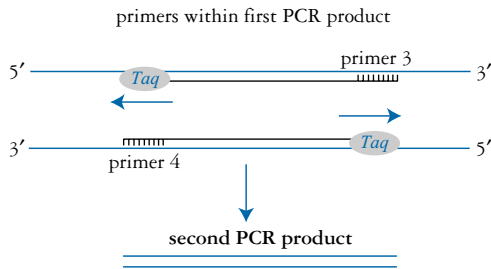 primers within first PCR product
primer 3
5′ Taq 3′
3′ Taq 5′
primer 4
second PCR product